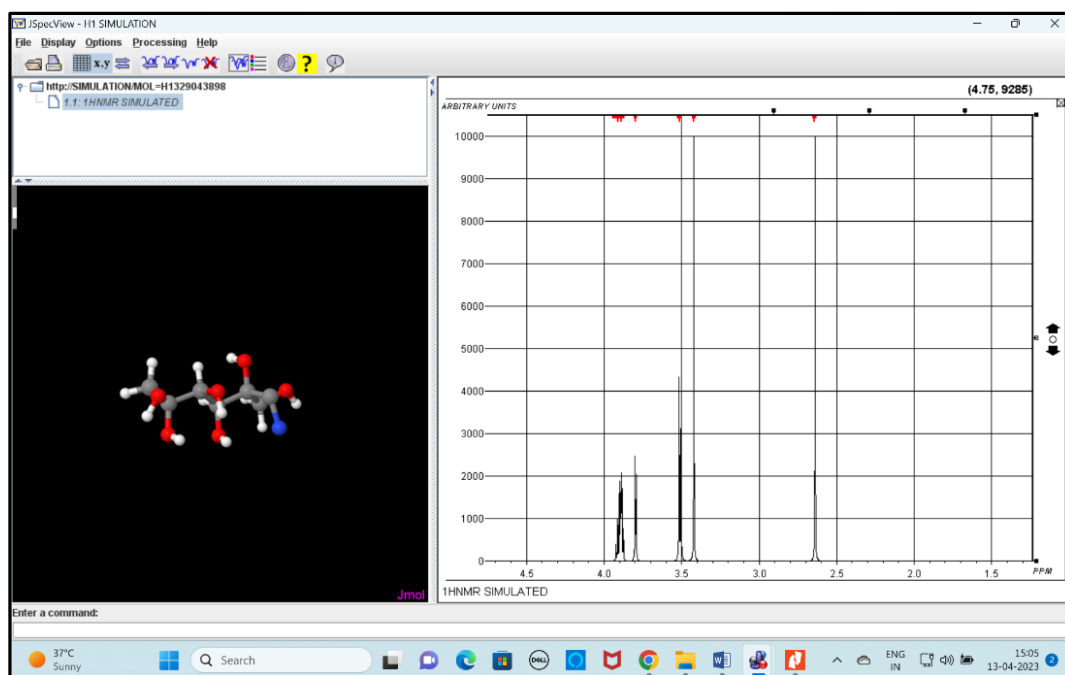 JSpecView - H1 SIMULATION
File Display Options Processing Help
x,y
?
http://SIMULATION/MOL=H1329043898
1.1: 1HNMR SIMULATED
(4.75, 9285)
ARBITRARY UNITS
10000
9000
8000
7000
6000
5000
4000
3000
2000
1000
0
4.5 4.0 3.5 3.0 2.5 2.0 1.5 PPM
Jmol
1HNMR SIMULATED
Enter a command:
37°C
Sunny
Search
DELL
W
ENG
IN
15:05
13-04-2023
2